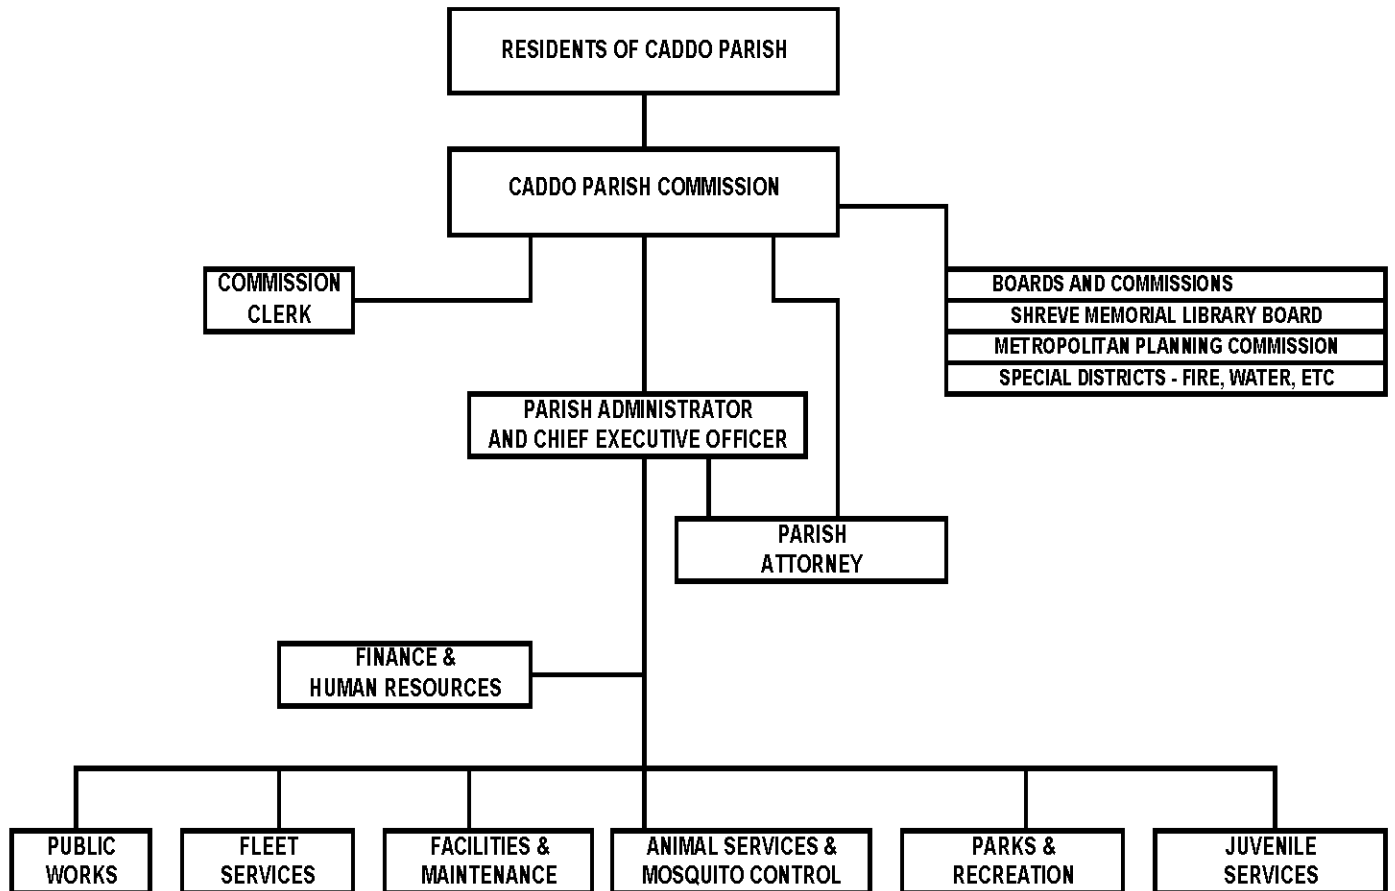 RESIDENTS OF CADDO PARISH
CADDO PARISH COMMISSION
COMMISSION
CLERK
BOARDS AND COMMISSIONS
SHREVE MEMORIAL LIBRARY BOARD
METROPOLITAN PLANNING COMMISSION
SPECIAL DISTRICTS - FIRE, WATER, ETC
PARISH ADMINISTRATOR
AND CHIEF EXECUTIVE OFFICER
PARISH
ATTORNEY
FINANCE &
HUMAN RESOURCES
PUBLIC
WORKS
FLEET
SERVICES
FACILITIES &
MAINTENANCE
ANIMAL SERVICES &
MOSQUITO CONTROL
PARKS &
RECREATION
JUVENILE
SERVICES